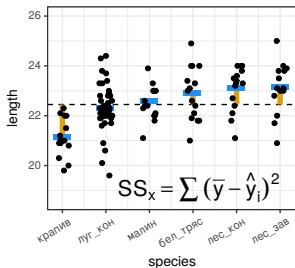 26
24
22
20
length
SSx = ∑ (y̅ − ŷi)²
крапив
луг_кон
малин
бел_тряс
лес_кон
лес_зав
species